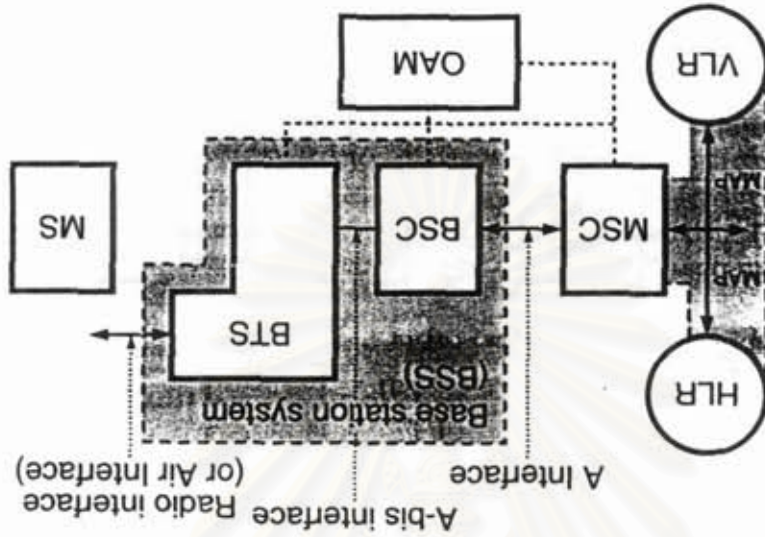 A-bis interface
Radio interface
(or Air Interface)
A Interface
Base station system
(BSS)
HLR
BTS
MAP
MSC
BSC
MS
MAP
VLR
OAM